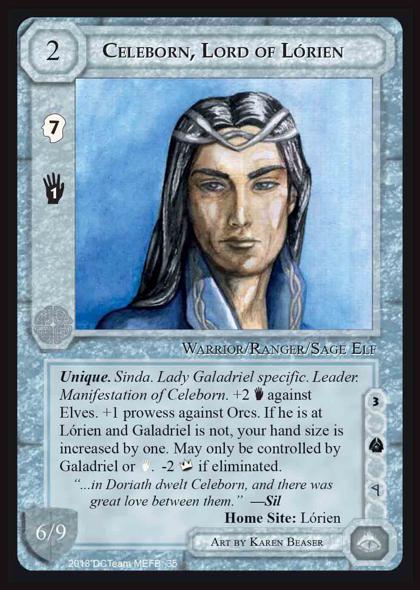 2
CELEBORN, LORD OF LÓRIEN
7
1
WARRIOR/RANGER/SAGE ELF
Unique. Sinda. Lady Galadriel specific. Leader.
Manifestation of Celeborn. +2 against
Elves. +1 prowess against Orcs. If he is at
Lórien and Galadriel is not, your hand size is
increased by one. May only be controlled by
Galadriel or . -2 if eliminated.
"...in Doriath dwelt Celeborn, and there was
great love between them." —Sil
Home Site: Lórien
3
6/9
ART BY KAREN BEASER
2018 DCTeam MEFB 35